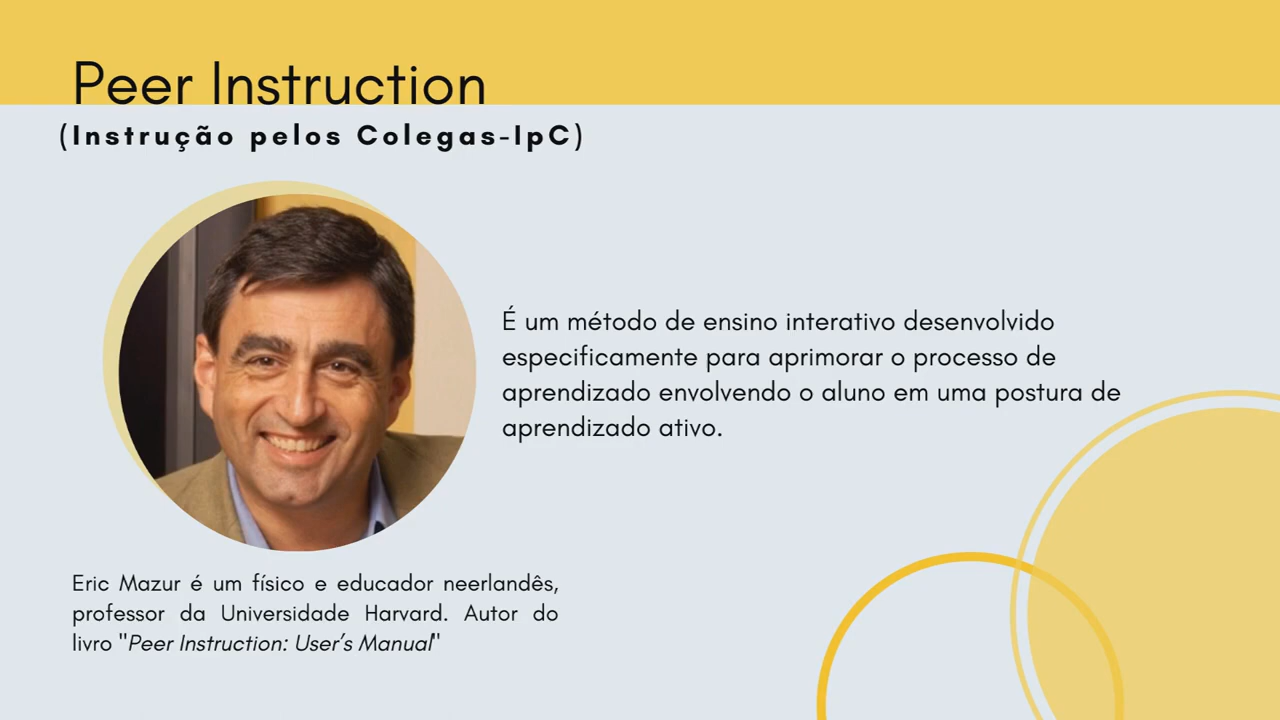 Peer Instruction
(Instrução pelos Colegas-IpC)
É um método de ensino interativo desenvolvido
especificamente para aprimorar o processo de
aprendizado envolvendo o aluno em uma postura de
aprendizado ativo.
Eric Mazur é um físico e educador neerlandês,
professor da Universidade Harvard. Autor do
livro "Peer Instruction: User's Manual"